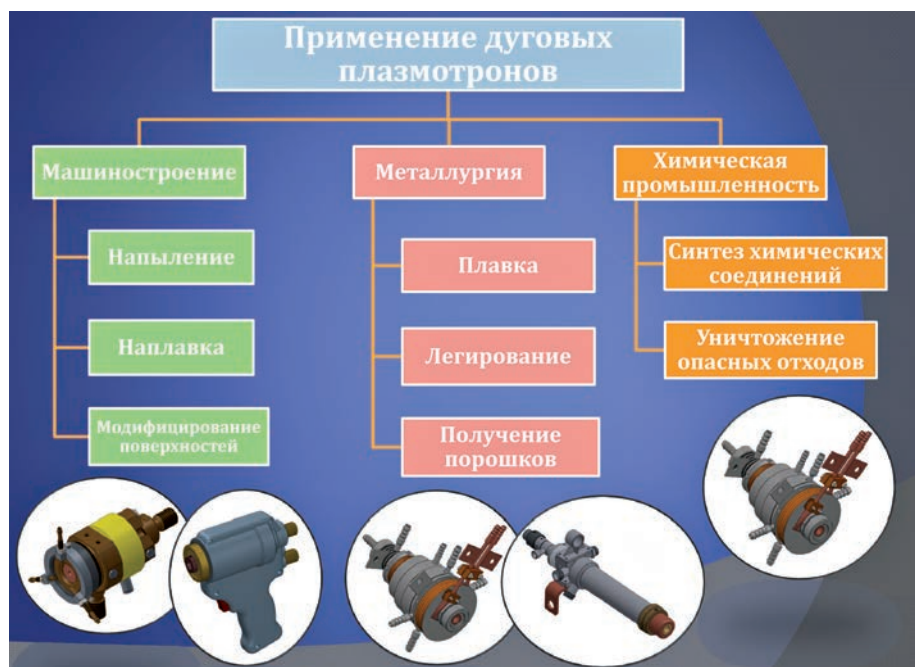 Применение дуговых
плазмотронов
Машиностроение
Напыление
Наплавка
Модифицирование
поверхностей
Металлургия
Плавка
Легирование
Получение
порошков
Химическая
промышленность
Синтез химических
соединений
Уничтожение
опасных отходов